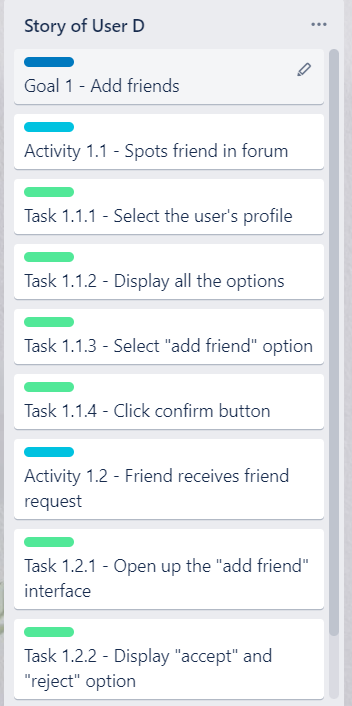 Story of User D
Goal 1 - Add friends
Activity 1.1 - Spots friend in forum
Task 1.1.1 - Select the user's profile
Task 1.1.2 - Display all the options
Task 1.1.3 - Select "add friend" option
Task 1.1.4 - Click confirm button
Activity 1.2 - Friend receives friend
request
Task 1.2.1 - Open up the "add friend"
interface
Task 1.2.2 - Display "accept" and
"reject" option